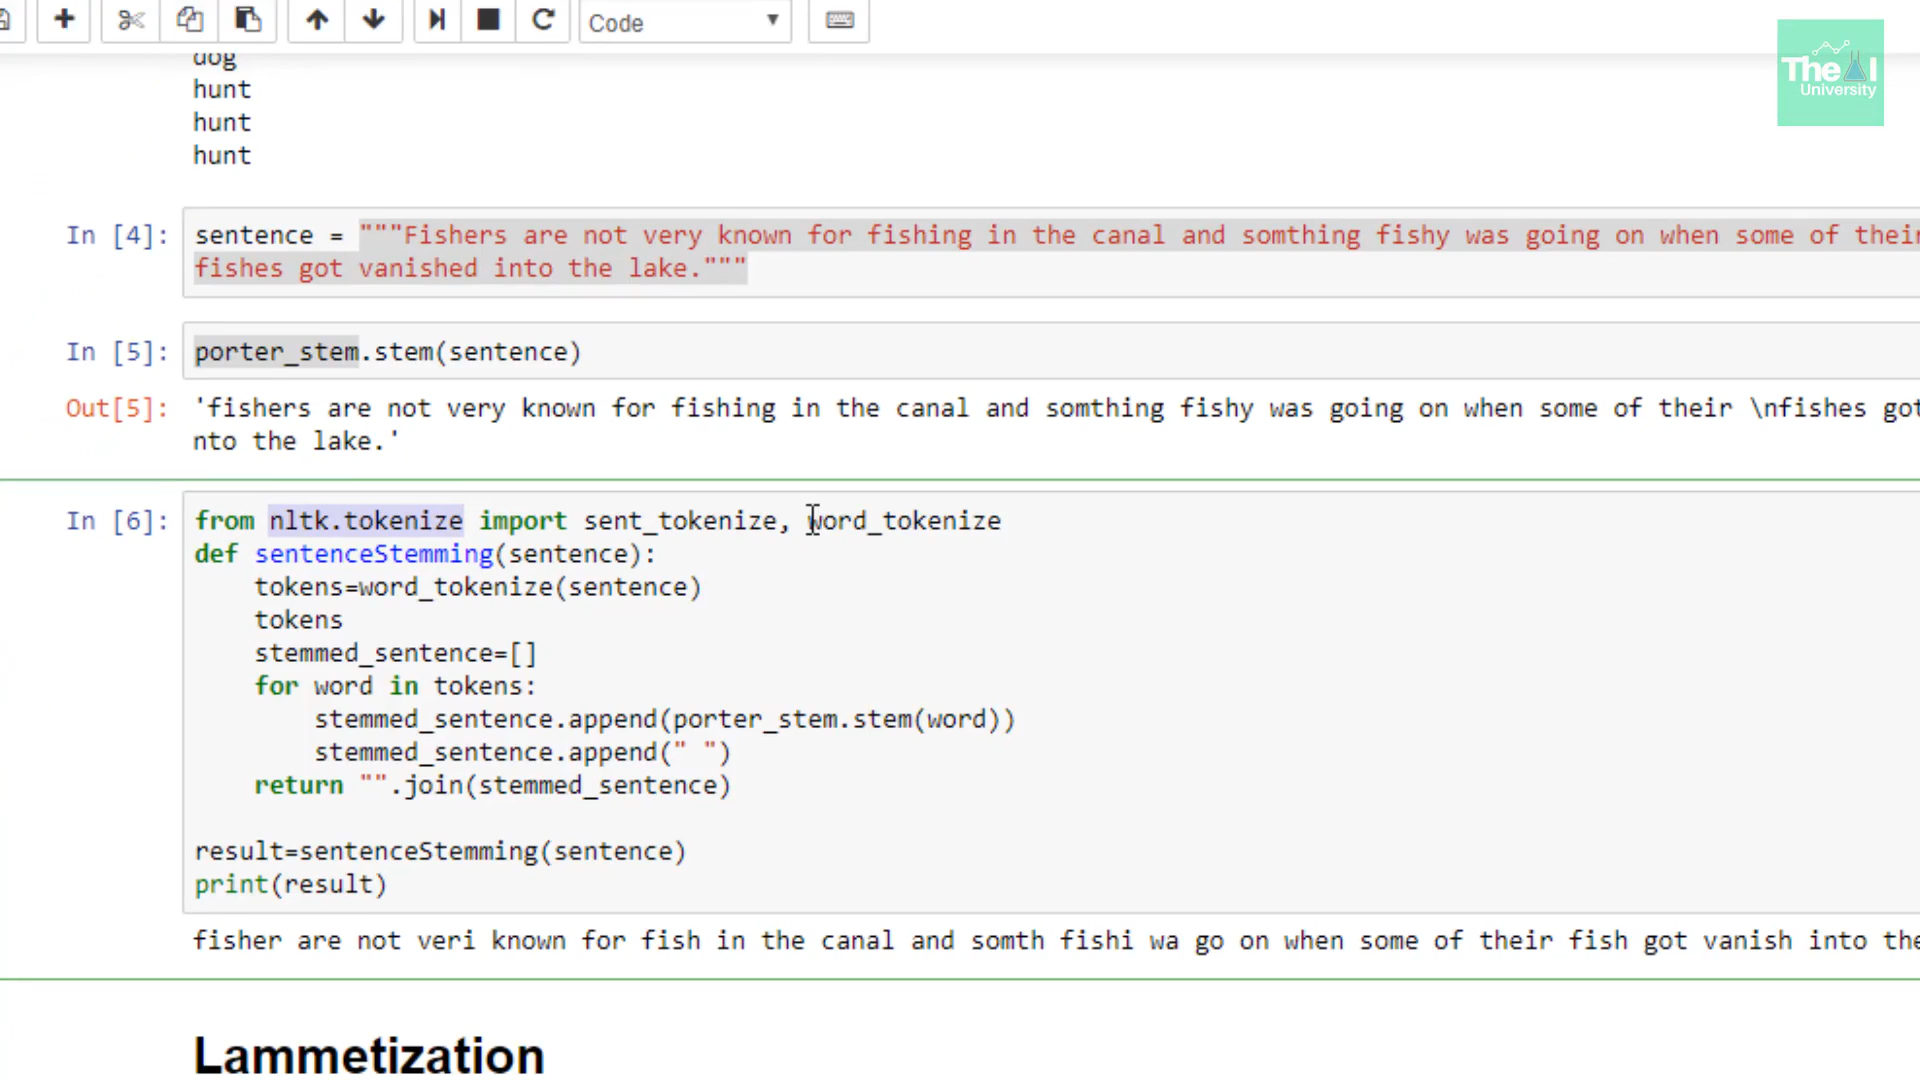 Code
The AI
University
dog
hunt
hunt
hunt
In [4]: sentence = """Fishers are not very known for fishing in the canal and somthing fishy was going on when some of their
fishes got vanished into the lake."""
In [5]: porter_stem.stem(sentence)
Out[5]: 'fishers are not very known for fishing in the canal and somthing fishy was going on when some of their \nfishes got
nto the lake.'
In [6]: from nltk.tokenize import sent_tokenize, word_tokenize
def sentenceStemming(sentence):
    tokens=word_tokenize(sentence)
    tokens
    stemmed_sentence=[]
    for word in tokens:
        stemmed_sentence.append(porter_stem.stem(word))
        stemmed_sentence.append(" ")
    return "".join(stemmed_sentence)
result=sentenceStemming(sentence)
print(result)
fisher are not veri known for fish in the canal and somth fishi wa go on when some of their fish got vanish into the
Lammetization